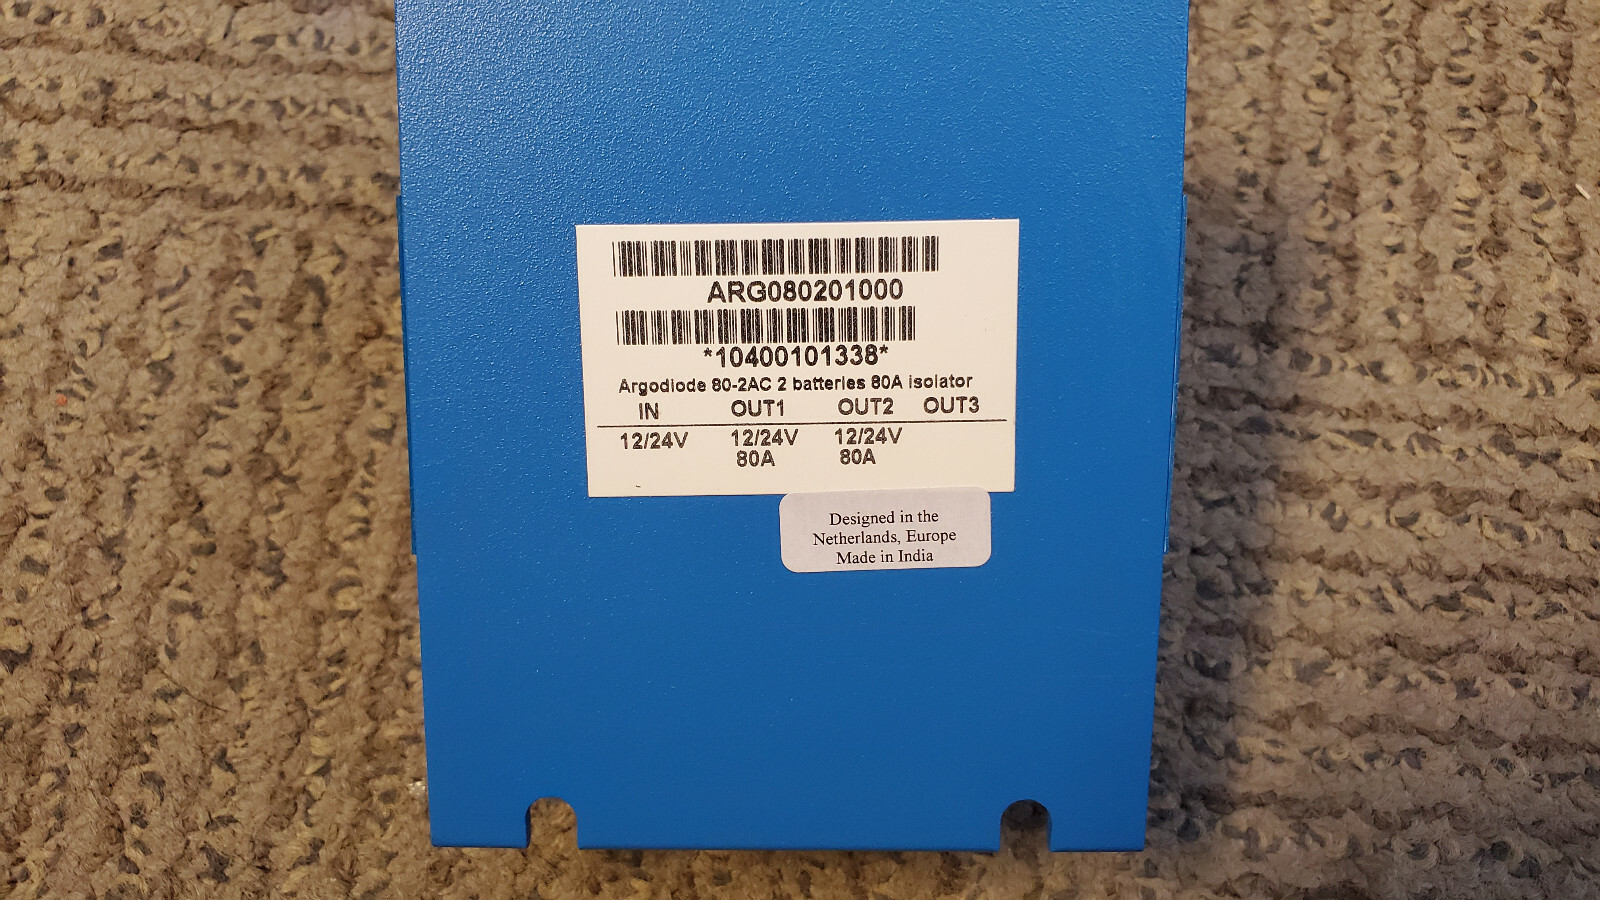 ARG080201000
*10400101338*
Argodiode 80-2AC 2 batteries 80A isolator
IN OUT1 OUT2 OUT3
12/24V 12/24V 12/24V
80A 80A
Designed in the
Netherlands, Europe
Made in India